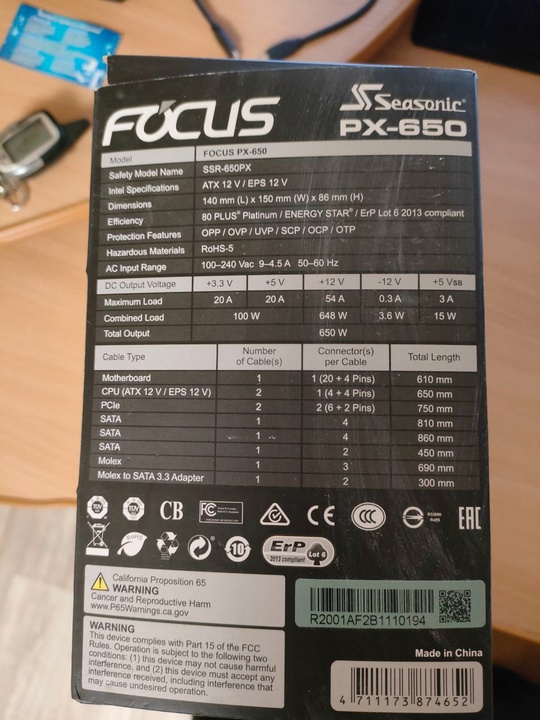 FOCUS
Seasonic
PX-650
Model FOCUS PX-650
Safety Model Name SSR-650PX
Intel Specifications ATX 12 V / EPS 12 V
Dimensions 140 mm (L) x 150 mm (W) x 86 mm (H)
Efficiency 80 PLUS® Platinum / ENERGY STAR® / ErP Lot 6 2013 compliant
Protection Features OPP / OVP / UVP / SCP / OCP / OTP
Hazardous Materials RoHS-5
AC Input Range 100–240 Vac 9–4.5 A 50–60 Hz
DC Output Voltage +3.3 V +5 V +12 V -12 V +5 VSB
Maximum Load 20 A 20 A 54 A 0.3 A 3 A
Combined Load 100 W 648 W 3.6 W 15 W
Total Output 650 W
Cable Type Number of Cable(s) Connector(s) per Cable Total Length
Motherboard 1 1 (20 + 4 Pins) 610 mm
CPU (ATX 12 V / EPS 12 V) 2 1 (4 + 4 Pins) 650 mm
PCIe 2 2 (6 + 2 Pins) 750 mm
SATA 1 4 810 mm
SATA 1 4 860 mm
SATA 1 2 450 mm
Molex 1 3 690 mm
Molex to SATA 3.3 Adapter 1 2 300 mm
TUV TUV CB FC CE CCC EAC
RoHS 10 ErP Lot 6
2013 compliant
California Proposition 65
WARNING
Cancer and Reproductive Harm
www.P65Warnings.ca.gov
R2001AF2B1110194
WARNING
This device complies with Part 15 of the FCC
Rules. Operation is subject to the following two
conditions: (1) this device may not cause harmful
interference, and (2) this device must accept any
interference received, including interference that
may cause undesired operation.
Made in China
4 711173 874652